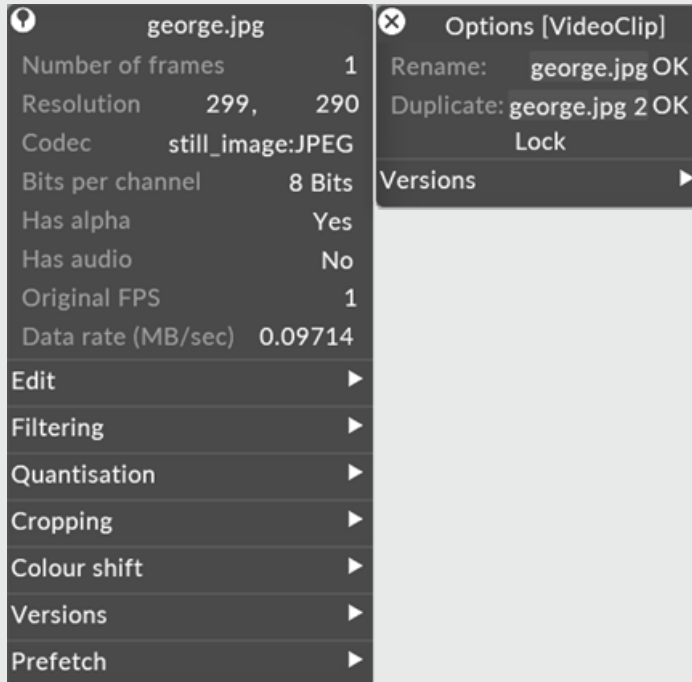 george.jpg
Number of frames 1
Resolution 299, 290
Codec still_image:JPEG
Bits per channel 8 Bits
Has alpha Yes
Has audio No
Original FPS 1
Data rate (MB/sec) 0.09714
Edit
Filtering
Quantisation
Cropping
Colour shift
Versions
Prefetch
Options [VideoClip]
Rename: george.jpg OK
Duplicate: george.jpg 2 OK
Lock
Versions